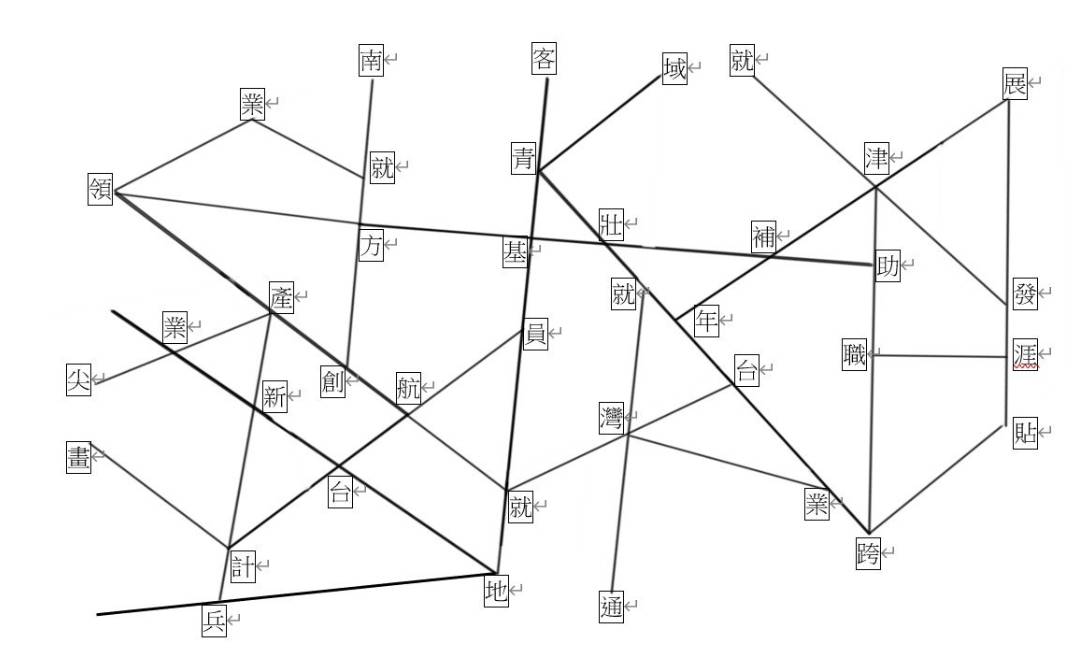 南
客
域
就
展
業
就
青
津
領
壯
補
方
基
助
產
就
發
業
員
年
職
涯
尖
創
航
台
新
灣
貼
畫
台
就
業
計
跨
地
通
兵